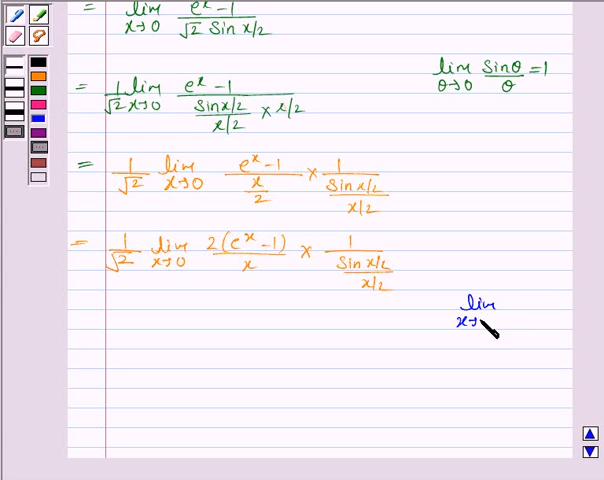 = lim x→0 (e^x − 1)/(√2 Sin x/2)
= 1/√2 lim x→0 (e^x − 1)/((Sin x/2)/(x/2) × x/2)
lim θ→0 Sinθ/θ = 1
= 1/√2 lim x→0 (e^x − 1)/(x/2) × 1/((Sin x/2)/(x/2))
= 1/√2 lim x→0 2(e^x − 1)/x × 1/((Sin x/2)/(x/2))
lim x→